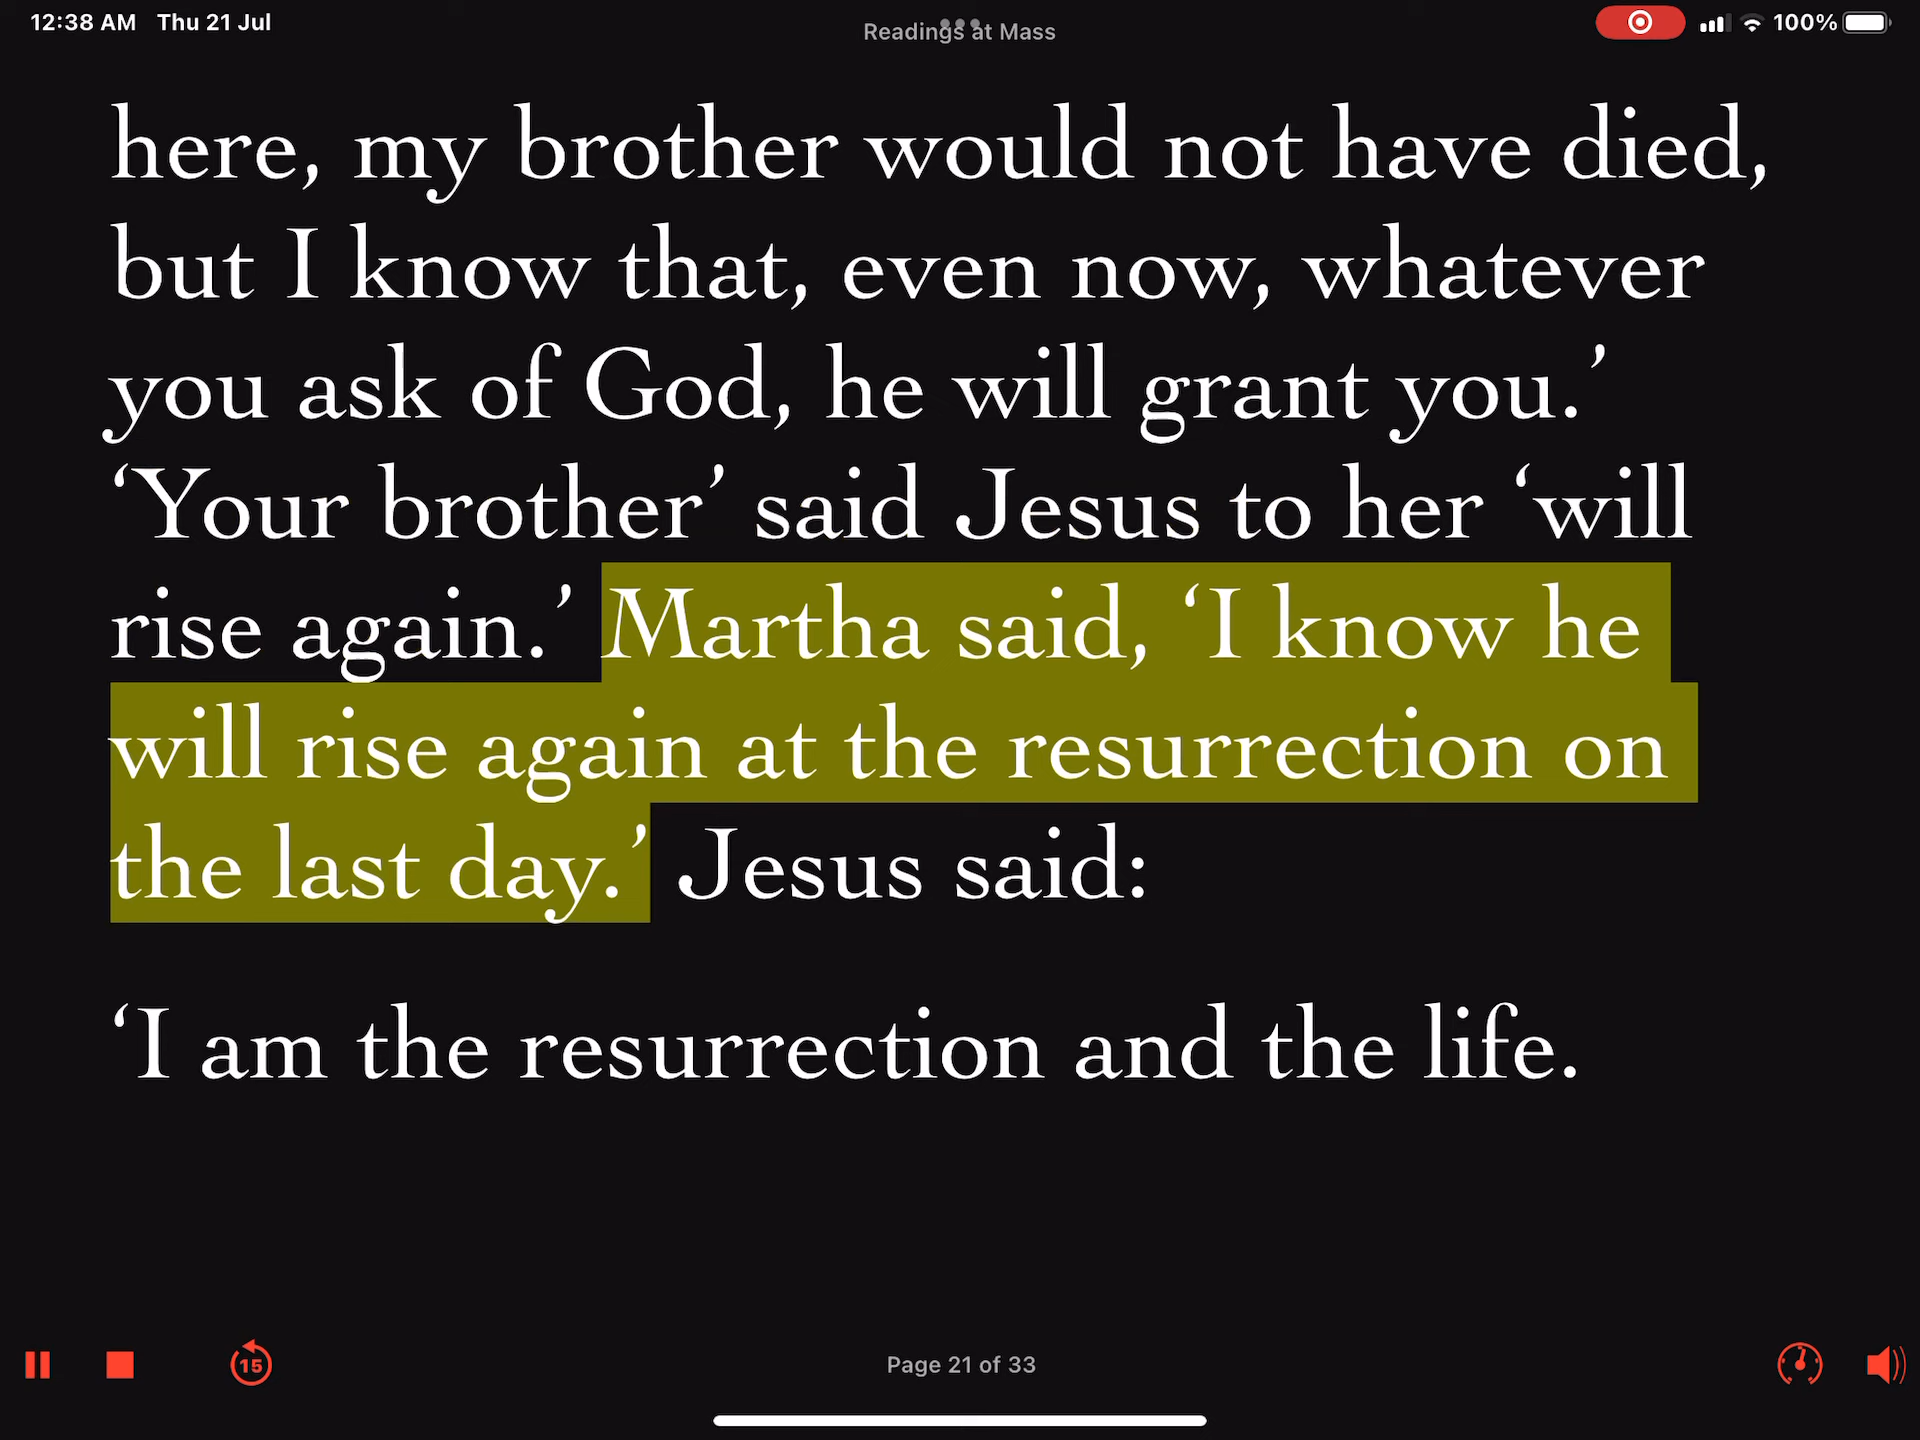 12:38 AM Thu 21 Jul
Readings at Mass
100%
here, my brother would not have died,
but I know that, even now, whatever
you ask of God, he will grant you.’
‘Your brother’ said Jesus to her ‘will
rise again.’ Martha said, ‘I know he
will rise again at the resurrection on
the last day.’ Jesus said:
‘I am the resurrection and the life.
15
Page 21 of 33